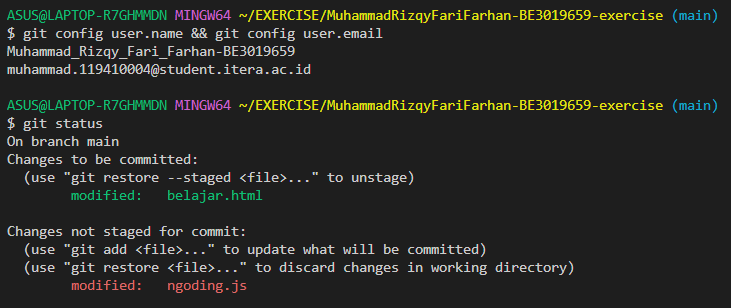 ASUS@LAPTOP-R7GHMMDN MINGW64 ~/EXERCISE/MuhammadRizqyFariFarhan-BE3019659-exercise (main)
$ git config user.name && git config user.email
Muhammad_Rizqy_Fari_Farhan-BE3019659
muhammad.119410004@student.itera.ac.id
ASUS@LAPTOP-R7GHMMDN MINGW64 ~/EXERCISE/MuhammadRizqyFariFarhan-BE3019659-exercise (main)
$ git status
On branch main
Changes to be committed:
  (use "git restore --staged <file>..." to unstage)
        modified:   belajar.html
Changes not staged for commit:
  (use "git add <file>..." to update what will be committed)
  (use "git restore <file>..." to discard changes in working directory)
        modified:   ngoding.js